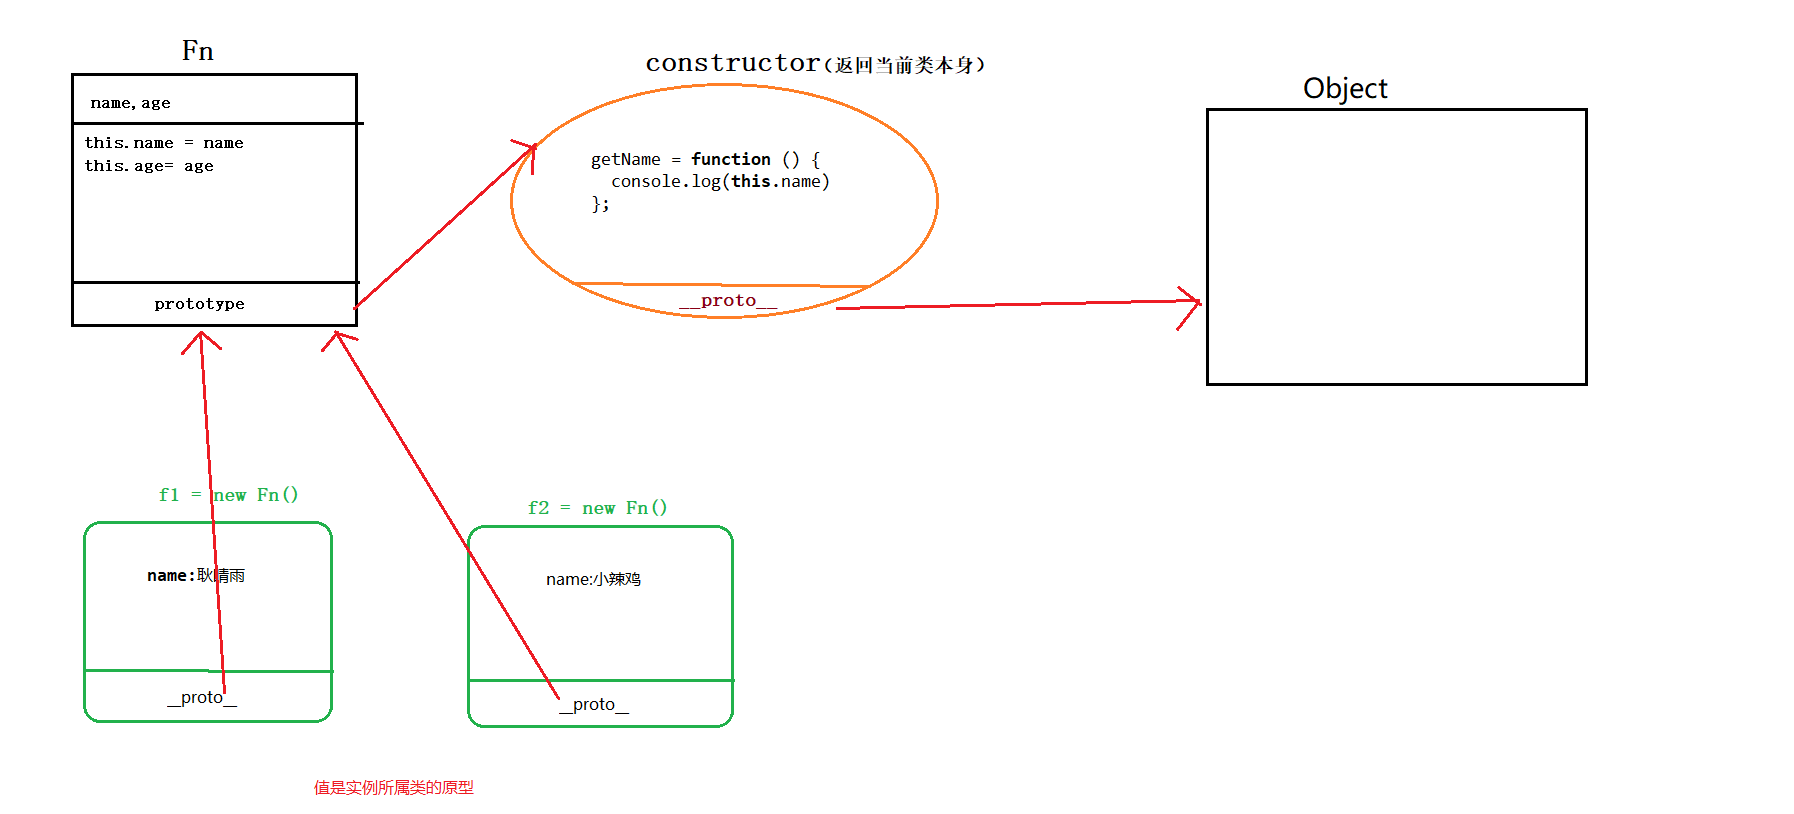 Fn
name,age
this.name = name
this.age= age
prototype
constructor(返回当前类本身)
getName = function () {
console.log(this.name)
};
__proto__
Object
f1 = new Fn()
name:耿晴雨
__proto__
f2 = new Fn()
name:小辣鸡
__proto__
值是实例所属类的原型